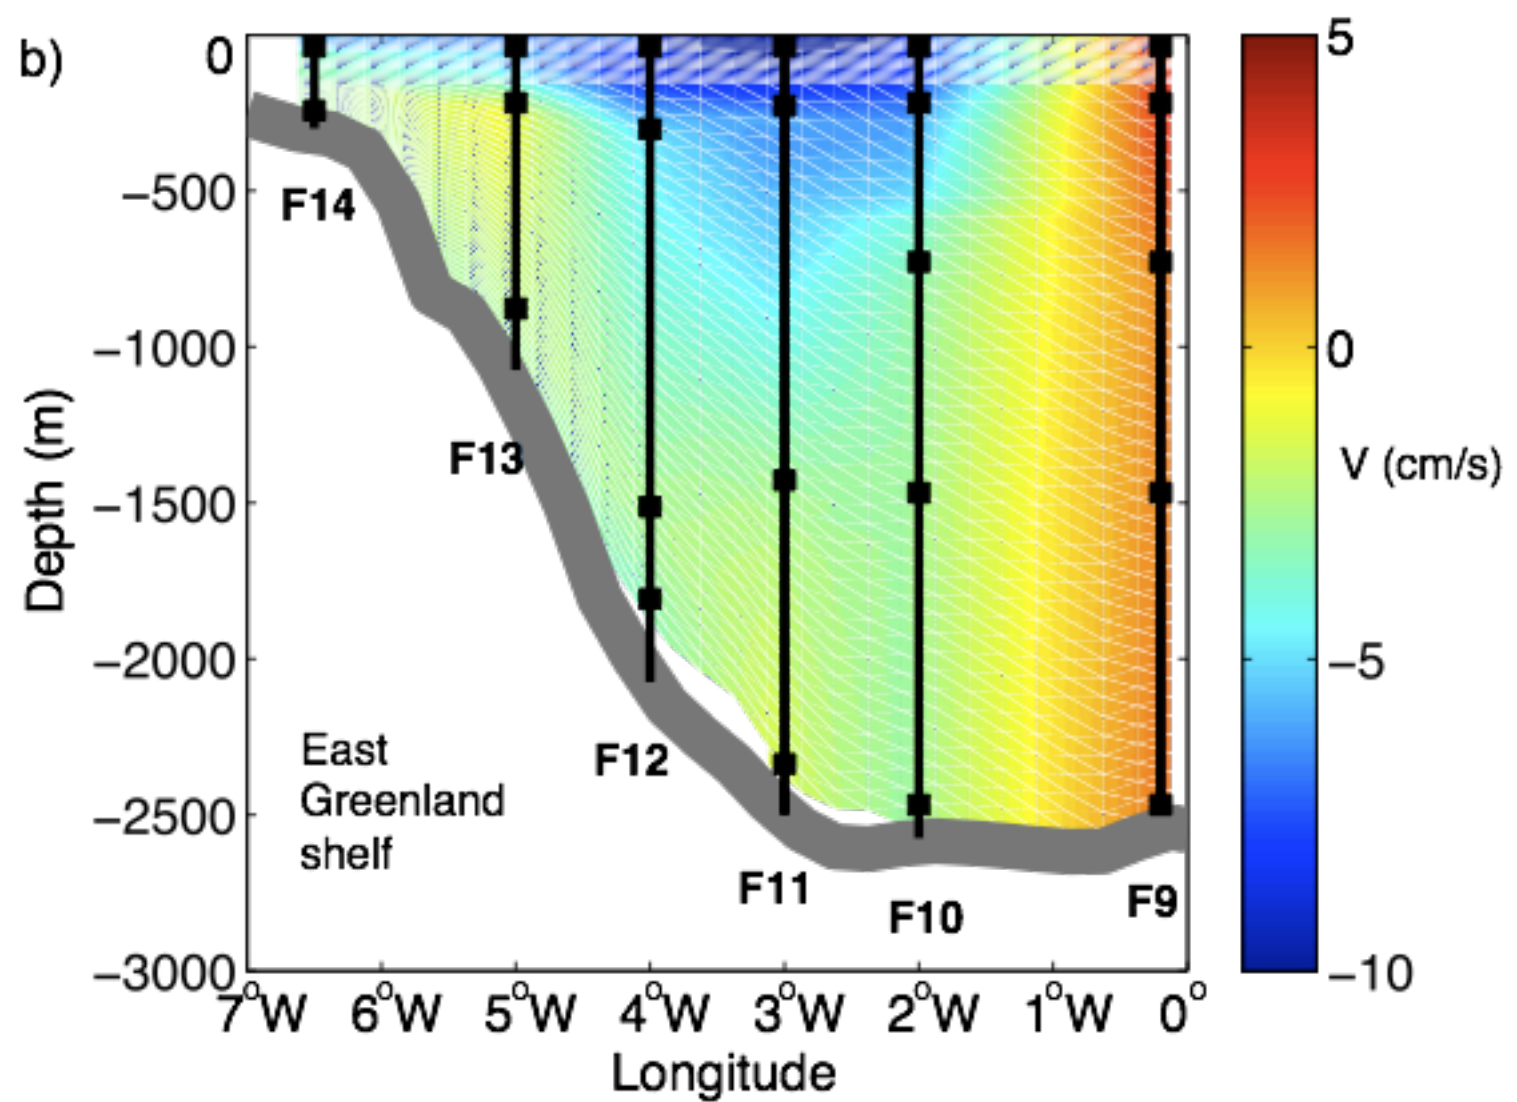 b)
0
−500
−1000
−1500
−2000
−2500
−3000
Depth (m)
F14
F13
F12
F11
F10
F9
East
Greenland
shelf
7°W 6°W 5°W 4°W 3°W 2°W 1°W 0°
Longitude
5
0
V (cm/s)
−5
−10